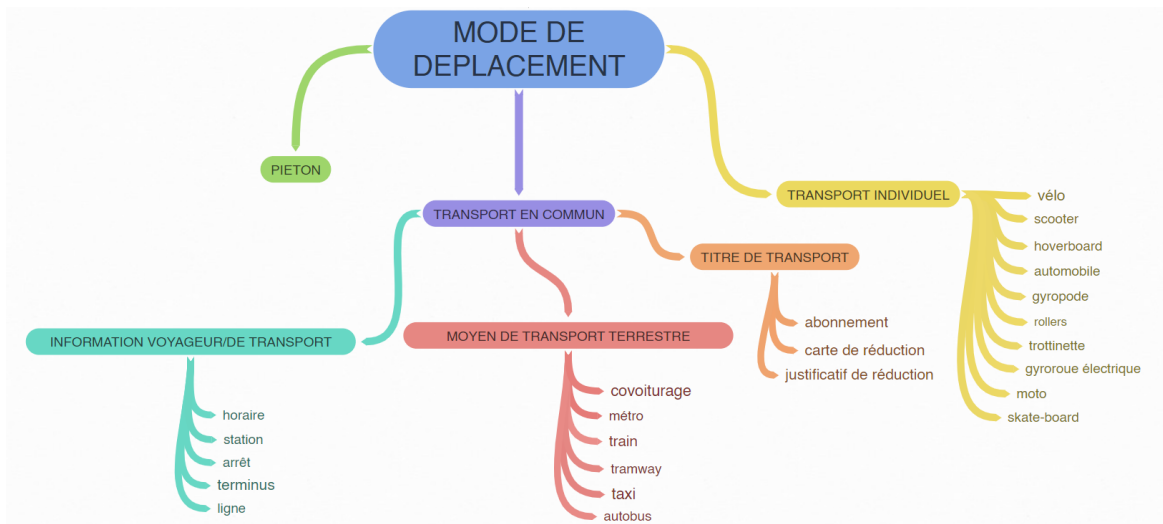 MODE DE
DEPLACEMENT
PIETON
TRANSPORT EN COMMUN
TRANSPORT INDIVIDUEL
vélo
scooter
hoverboard
automobile
gyropode
rollers
trottinette
gyroroue électrique
moto
skate-board
TITRE DE TRANSPORT
abonnement
carte de réduction
justificatif de réduction
INFORMATION VOYAGEUR/DE TRANSPORT
horaire
station
arrêt
terminus
ligne
MOYEN DE TRANSPORT TERRESTRE
covoiturage
métro
train
tramway
taxi
autobus